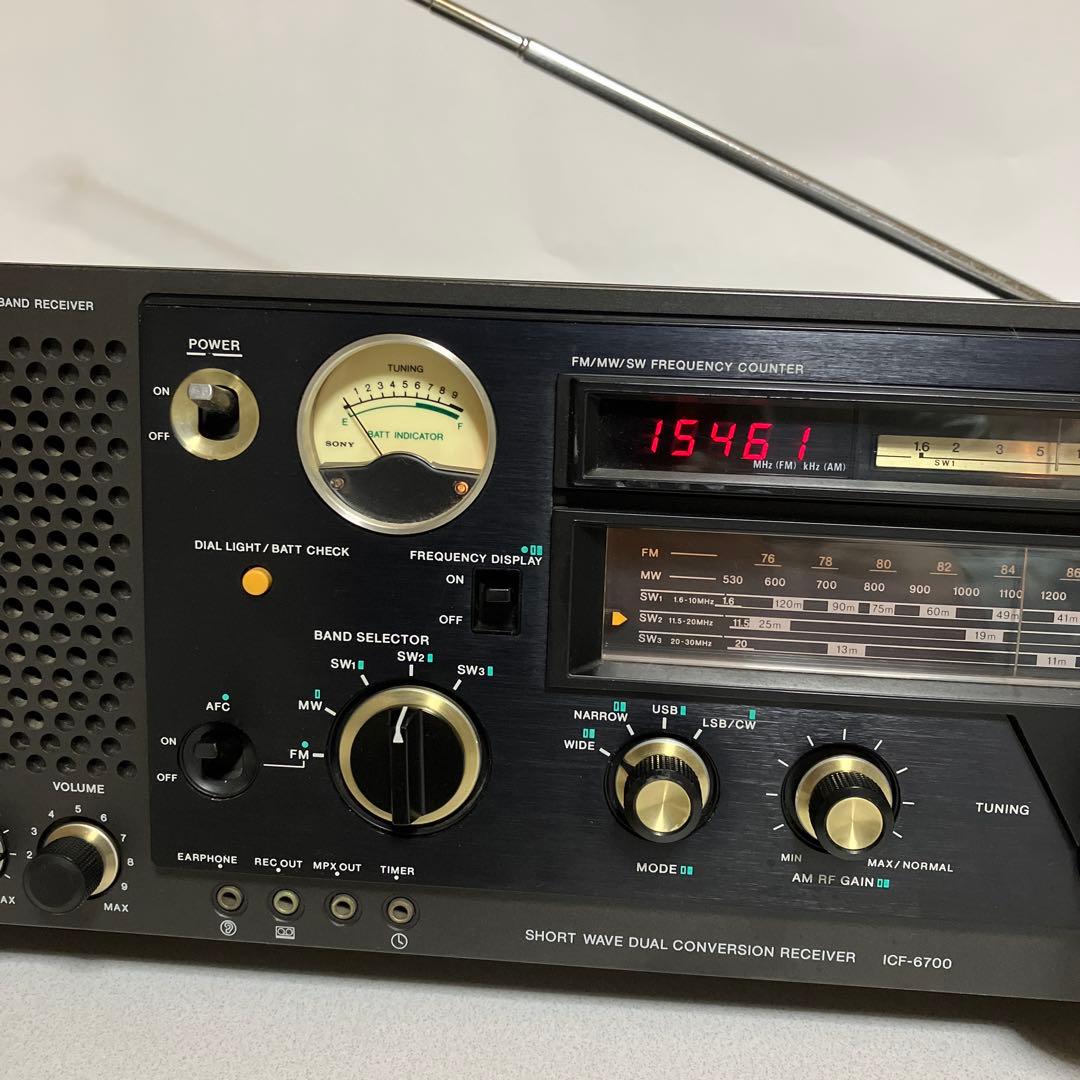 BAND RECEIVER
POWER
ON
OFF
TUNING
1 2 3 4 5 6 7 8 9
E F
BATT INDICATOR
SONY
FM/MW/SW FREQUENCY COUNTER
15461
MHz (FM) kHz (AM)
1.6 2 3 5
SW1
DIAL LIGHT/BATT CHECK
FREQUENCY DISPLAY
ON
OFF
FM 76 78 80 82 84 86
MW 530 600 700 800 900 1000 1100 1200
SW1 1.6-10MHz 1.6 120m 90m 75m 60m 49m 41m
SW2 11.5-20MHz 11.5 25m 19m
SW3 20-30MHz 20 13m 11m
BAND SELECTOR
SW1 SW2 SW3
MW
FM
AFC
ON
OFF
WIDE NARROW USB LSB/CW
MODE
MIN MAX/NORMAL
AM RF GAIN
TUNING
VOLUME
2 3 4 5 6 7 8 9
MAX
EARPHONE REC OUT MPX OUT TIMER
SHORT WAVE DUAL CONVERSION RECEIVER ICF-6700